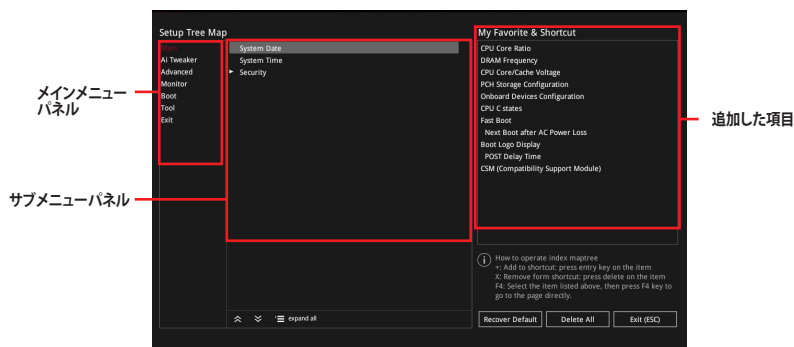 Setup Tree Map
Main
Ai Tweaker
Advanced
Monitor
Boot
Tool
Exit
System Date
System Time
Security
expand all
My Favorite & Shortcut
CPU Core Ratio
DRAM Frequency
CPU Core/Cache Voltage
PCH Storage Configuration
Onboard Devices Configuration
CPU C states
Fast Boot
Next Boot after AC Power Loss
Boot Logo Display
POST Delay Time
CSM (Compatibility Support Module)
How to operate index maptree
+: Add to shortcut: press entry key on the item
X: Remove form shortcut: press delete on the item
F4: Select the item listed above, then press F4 key to
go to the page directly.
Recover Default
Delete All
Exit (ESC)
メインメニュー
パネル
サブメニューパネル
追加した項目